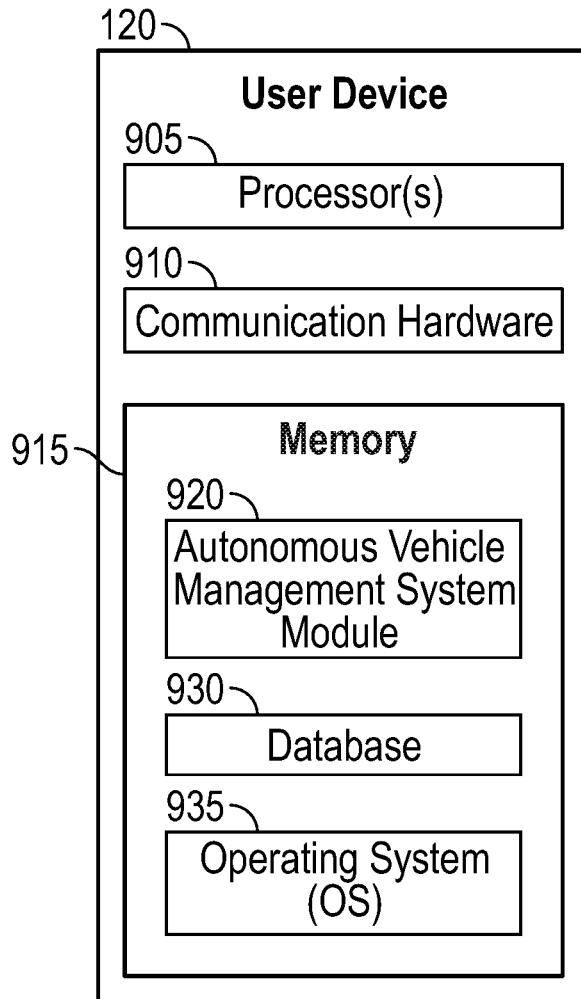 120
User Device
905
Processor(s)
910
Communication Hardware
915
Memory
920
Autonomous Vehicle
Management System
Module
930
Database
935
Operating System
(OS)